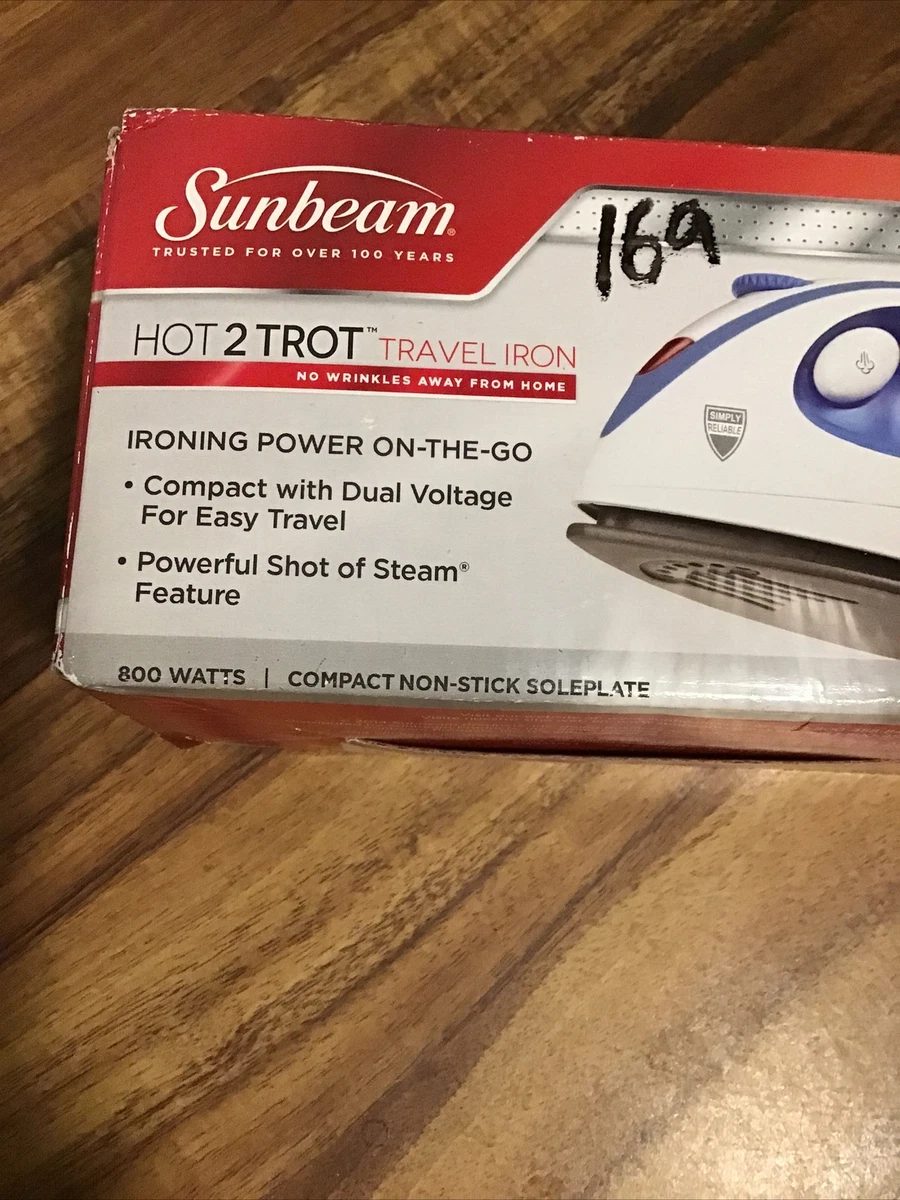 Sunbeam®
TRUSTED FOR OVER 100 YEARS
169
HOT 2 TROT™ TRAVEL IRON
NO WRINKLES AWAY FROM HOME
SIMPLY
RELIABLE
IRONING POWER ON-THE-GO
• Compact with Dual Voltage
For Easy Travel
• Powerful Shot of Steam®
Feature
800 WATTS | COMPACT NON-STICK SOLEPLATE